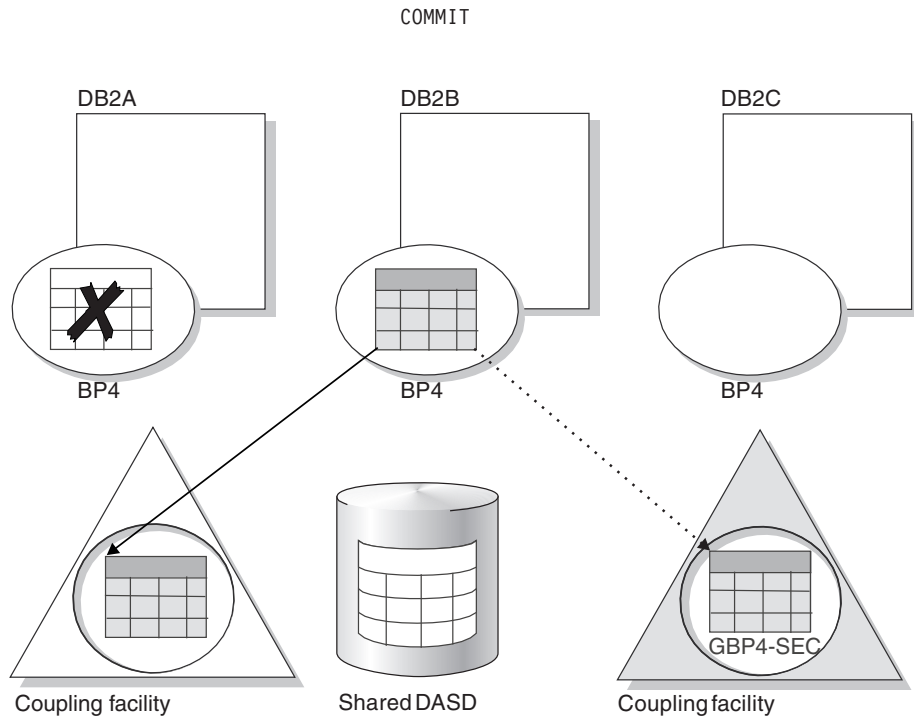 COMMIT
DB2A
DB2B
DB2C
BP4
BP4
BP4
GBP4-SEC
Coupling facility
Shared DASD
Coupling facility